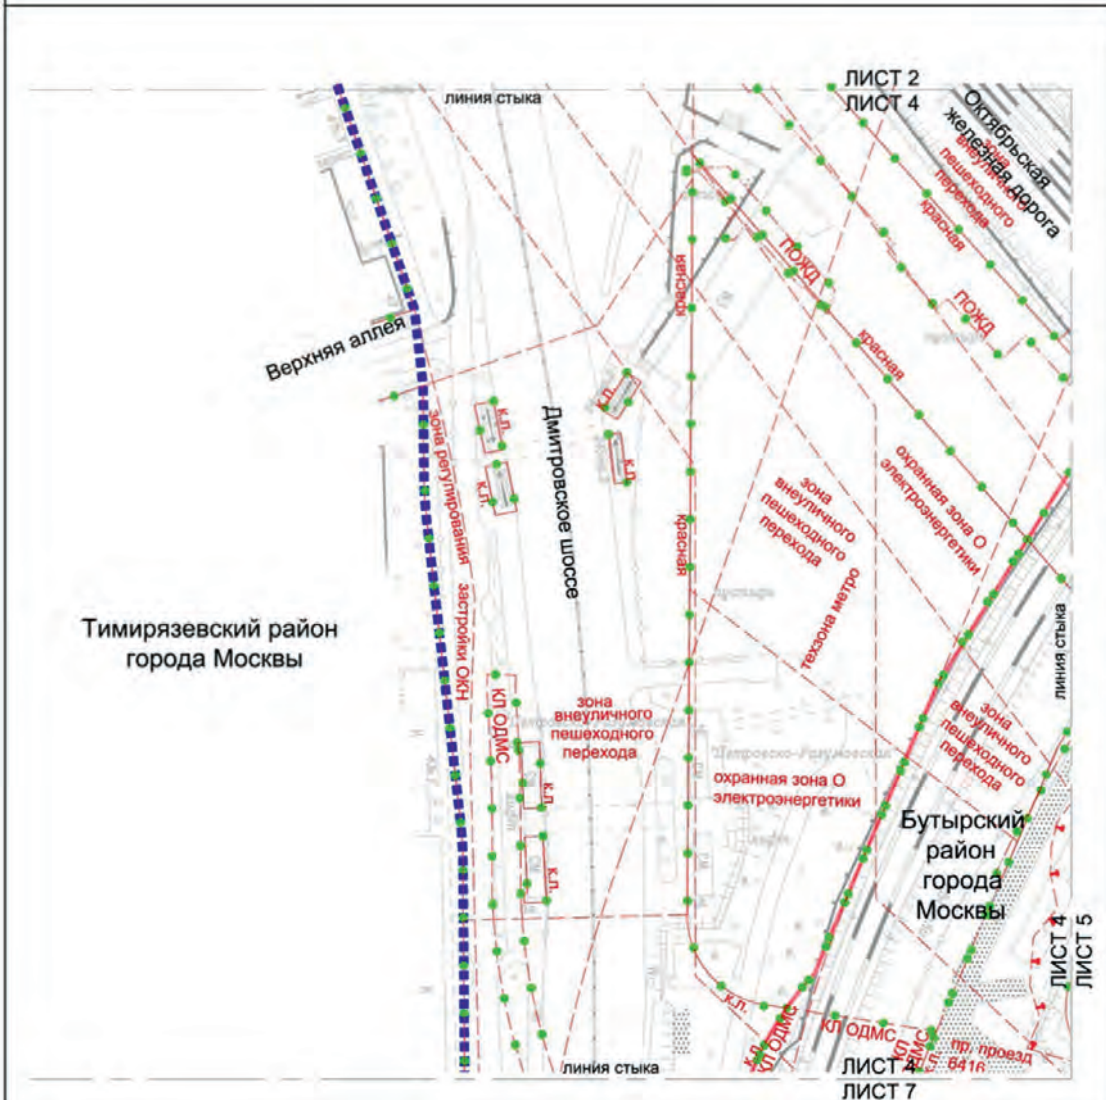 ЛИСТ 2
ЛИСТ 4
линия стыка
Октябрьская
железная дорога
зона
внеуличного
пешеходного
перехода
красная
ПОЖД
ПОЖД
красная
красная
Верхняя аллея
к.п.
к.п.
к.п.
к.п.
зона регулирования застройки ОКН
Дмитровское шоссе
охранная зона О
электроэнергетики
зона
внеуличного
пешеходного
перехода
красная
техзона метро
линия стыка
Тимирязевский район
города Москвы
КЛ ОДМС
зона
внеуличного
пешеходного
перехода
"Петровско-Разумовская"
охранная зона О
электроэнергетики
зона
внеуличного
пешеходного
перехода
к.п.
к.п.
Бутырский
район
города
Москвы
ЛИСТ 4
ЛИСТ 5
к.п.
к.п.
КЛ ОДМС
КЛ ОДМС
КЛ ОДМС
к.п.
пр. проезд
6416
линия стыка
ЛИСТ 4
ЛИСТ 7